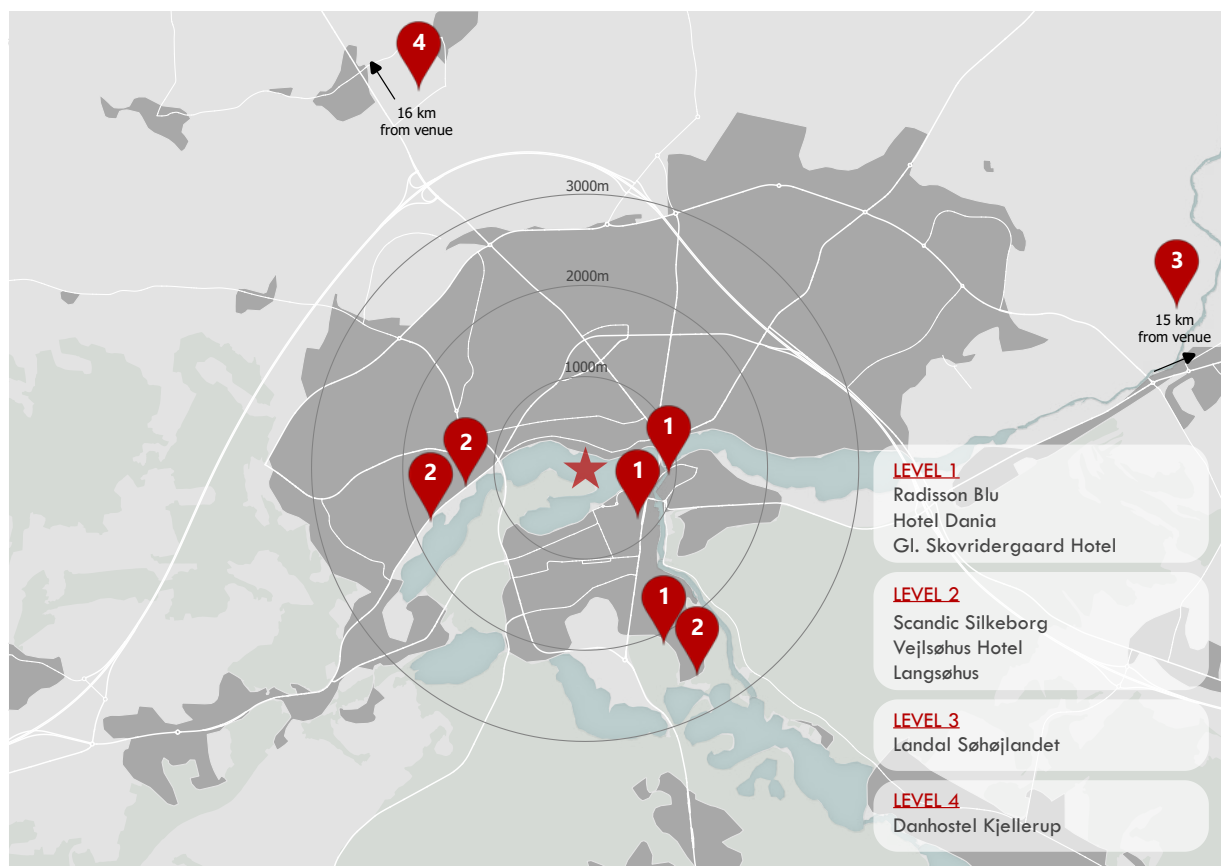 4
16 km
from venue
3000m
3
2000m
15 km
from venue
1000m
1
2
2
1
1
2
LEVEL 1
Radisson Blu
Hotel Dania
Gl. Skovridergaard Hotel
LEVEL 2
Scandic Silkeborg
Vejlsøhus Hotel
Langsøhus
LEVEL 3
Landal Søhøjlandet
LEVEL 4
Danhostel Kjellerup